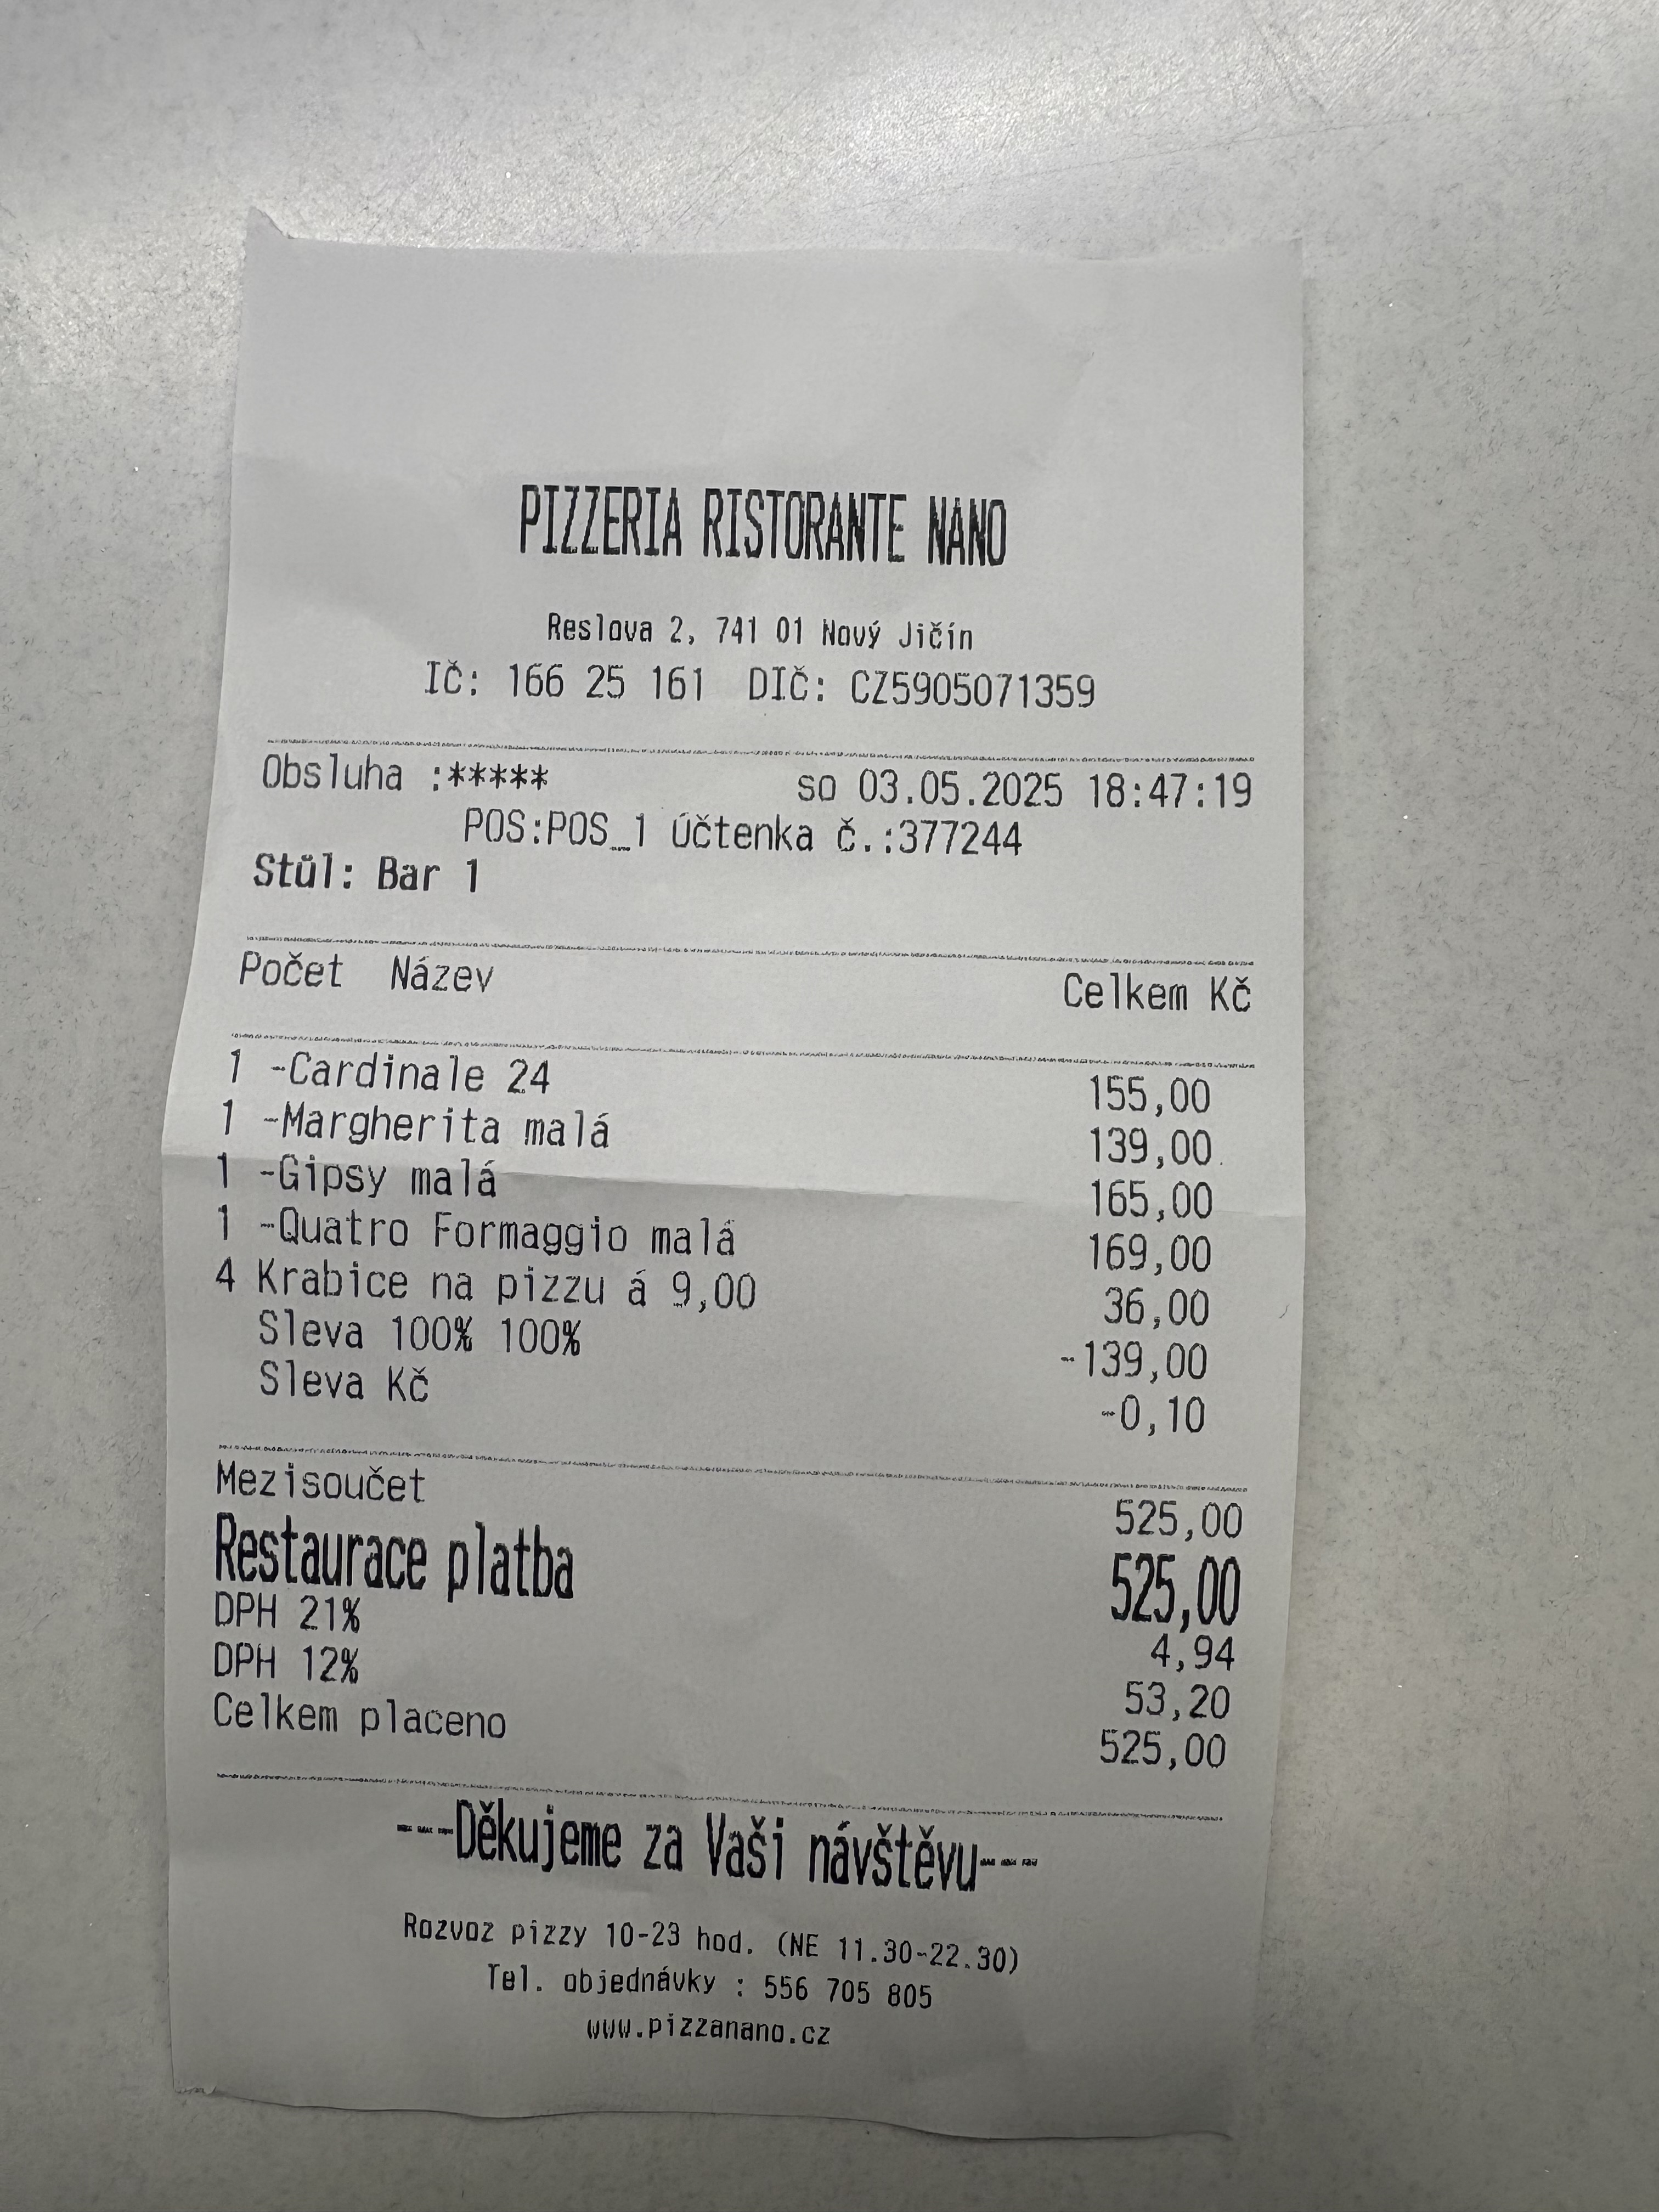 PIZZERIA RISTORANTE NANO
Reslova 2, 741 01 Nový Jičín
IČ: 166 25 161 DIČ: CZ5905071359
Obsluha :***** so 03.05.2025 18:47:19
POS:POS_1 Účtenka č.:377244
Stůl: Bar 1
Počet Název Celkem Kč
1 -Cardinale 24 155,00
1 -Margherita malá 139,00
1 -Gipsy malá 165,00
1 -Quatro Formaggio malá 169,00
4 Krabice na pizzu á 9,00 36,00
Sleva 100% 100% -139,00
Sleva Kč -0,10
Mezisoučet 525,00
Restaurace platba 525,00
DPH 21% 4,94
DPH 12% 53,20
Celkem placeno 525,00
---Děkujeme za Vaši návštěvu---
Rozvoz pizzy 10-23 hod. (NE 11.30-22.30)
Tel. objednávky : 556 705 805
www.pizzanano.cz